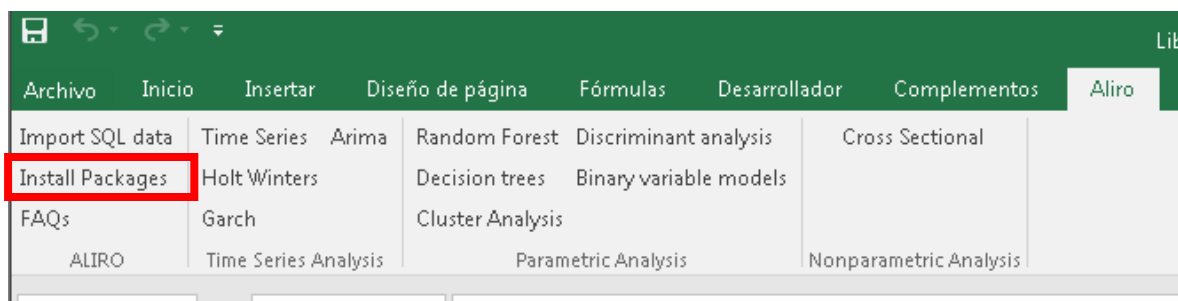 Lib
Archivo Inicio Insertar Diseño de página Fórmulas Desarrollador Complementos Aliro
Import SQL data Time Series Arima Random Forest Discriminant analysis Cross Sectional
Install Packages Holt Winters Decision trees Binary variable models
FAQs Garch Cluster Analysis
ALIRO Time Series Analysis Parametric Analysis Nonparametric Analysis